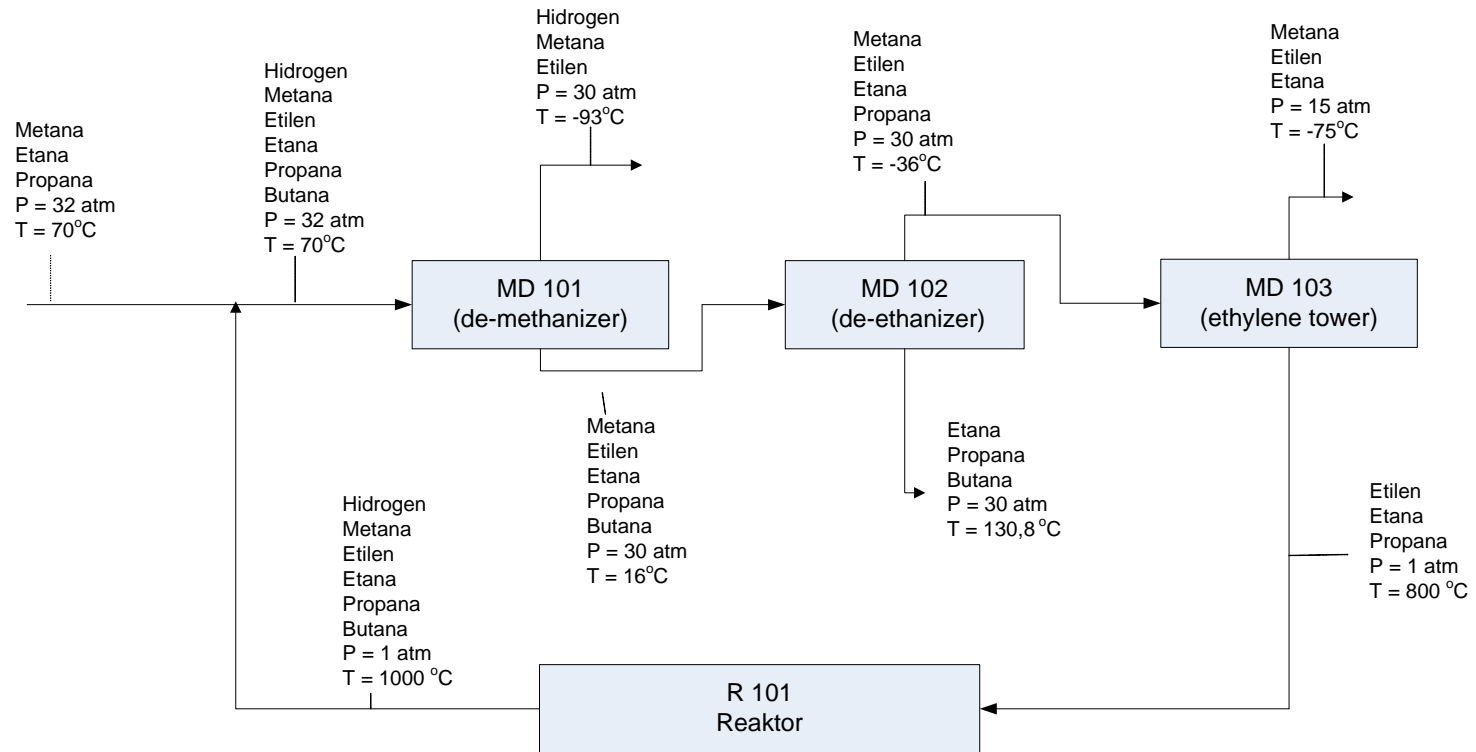 Metana
Etana
Propana
P = 32 atm
T = 70°C
Hidrogen
Metana
Etilen
Etana
Propana
Butana
P = 32 atm
T = 70°C
Hidrogen
Metana
Etilen
P = 30 atm
T = -93°C
Metana
Etilen
Etana
Propana
P = 30 atm
T = -36°C
Metana
Etilen
Etana
P = 15 atm
T = -75°C
MD 101
(de-methanizer)
MD 102
(de-ethanizer)
MD 103
(ethylene tower)
Metana
Etilen
Etana
Propana
Butana
P = 30 atm
T = 16°C
Etana
Propana
Butana
P = 30 atm
T = 130,8 °C
Etilen
Etana
Propana
P = 1 atm
T = 800 °C
Hidrogen
Metana
Etilen
Etana
Propana
Butana
P = 1 atm
T = 1000 °C
R 101
Reaktor